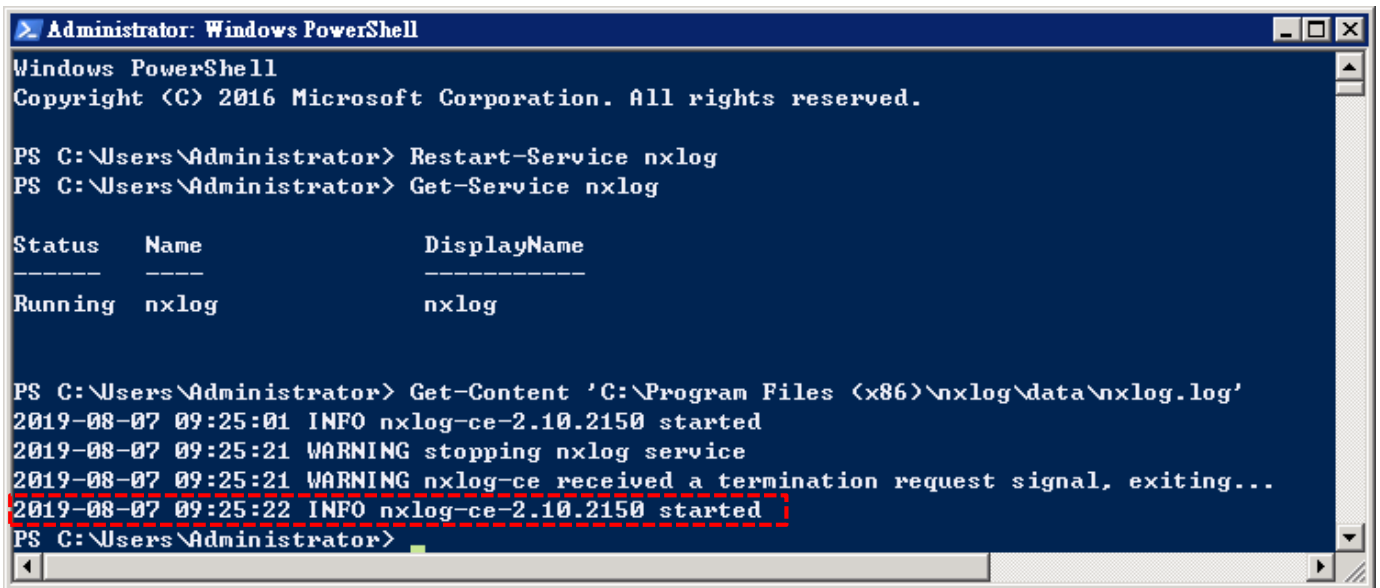 Administrator: Windows PowerShell
Windows PowerShell
Copyright (C) 2016 Microsoft Corporation. All rights reserved.
PS C:\Users\Administrator> Restart-Service nxlog
PS C:\Users\Administrator> Get-Service nxlog
Status   Name               DisplayName
------   ----               -----------
Running  nxlog              nxlog
PS C:\Users\Administrator> Get-Content 'C:\Program Files (x86)\nxlog\data\nxlog.log'
2019-08-07 09:25:01 INFO nxlog-ce-2.10.2150 started
2019-08-07 09:25:21 WARNING stopping nxlog service
2019-08-07 09:25:21 WARNING nxlog-ce received a termination request signal, exiting...
2019-08-07 09:25:22 INFO nxlog-ce-2.10.2150 started
PS C:\Users\Administrator>